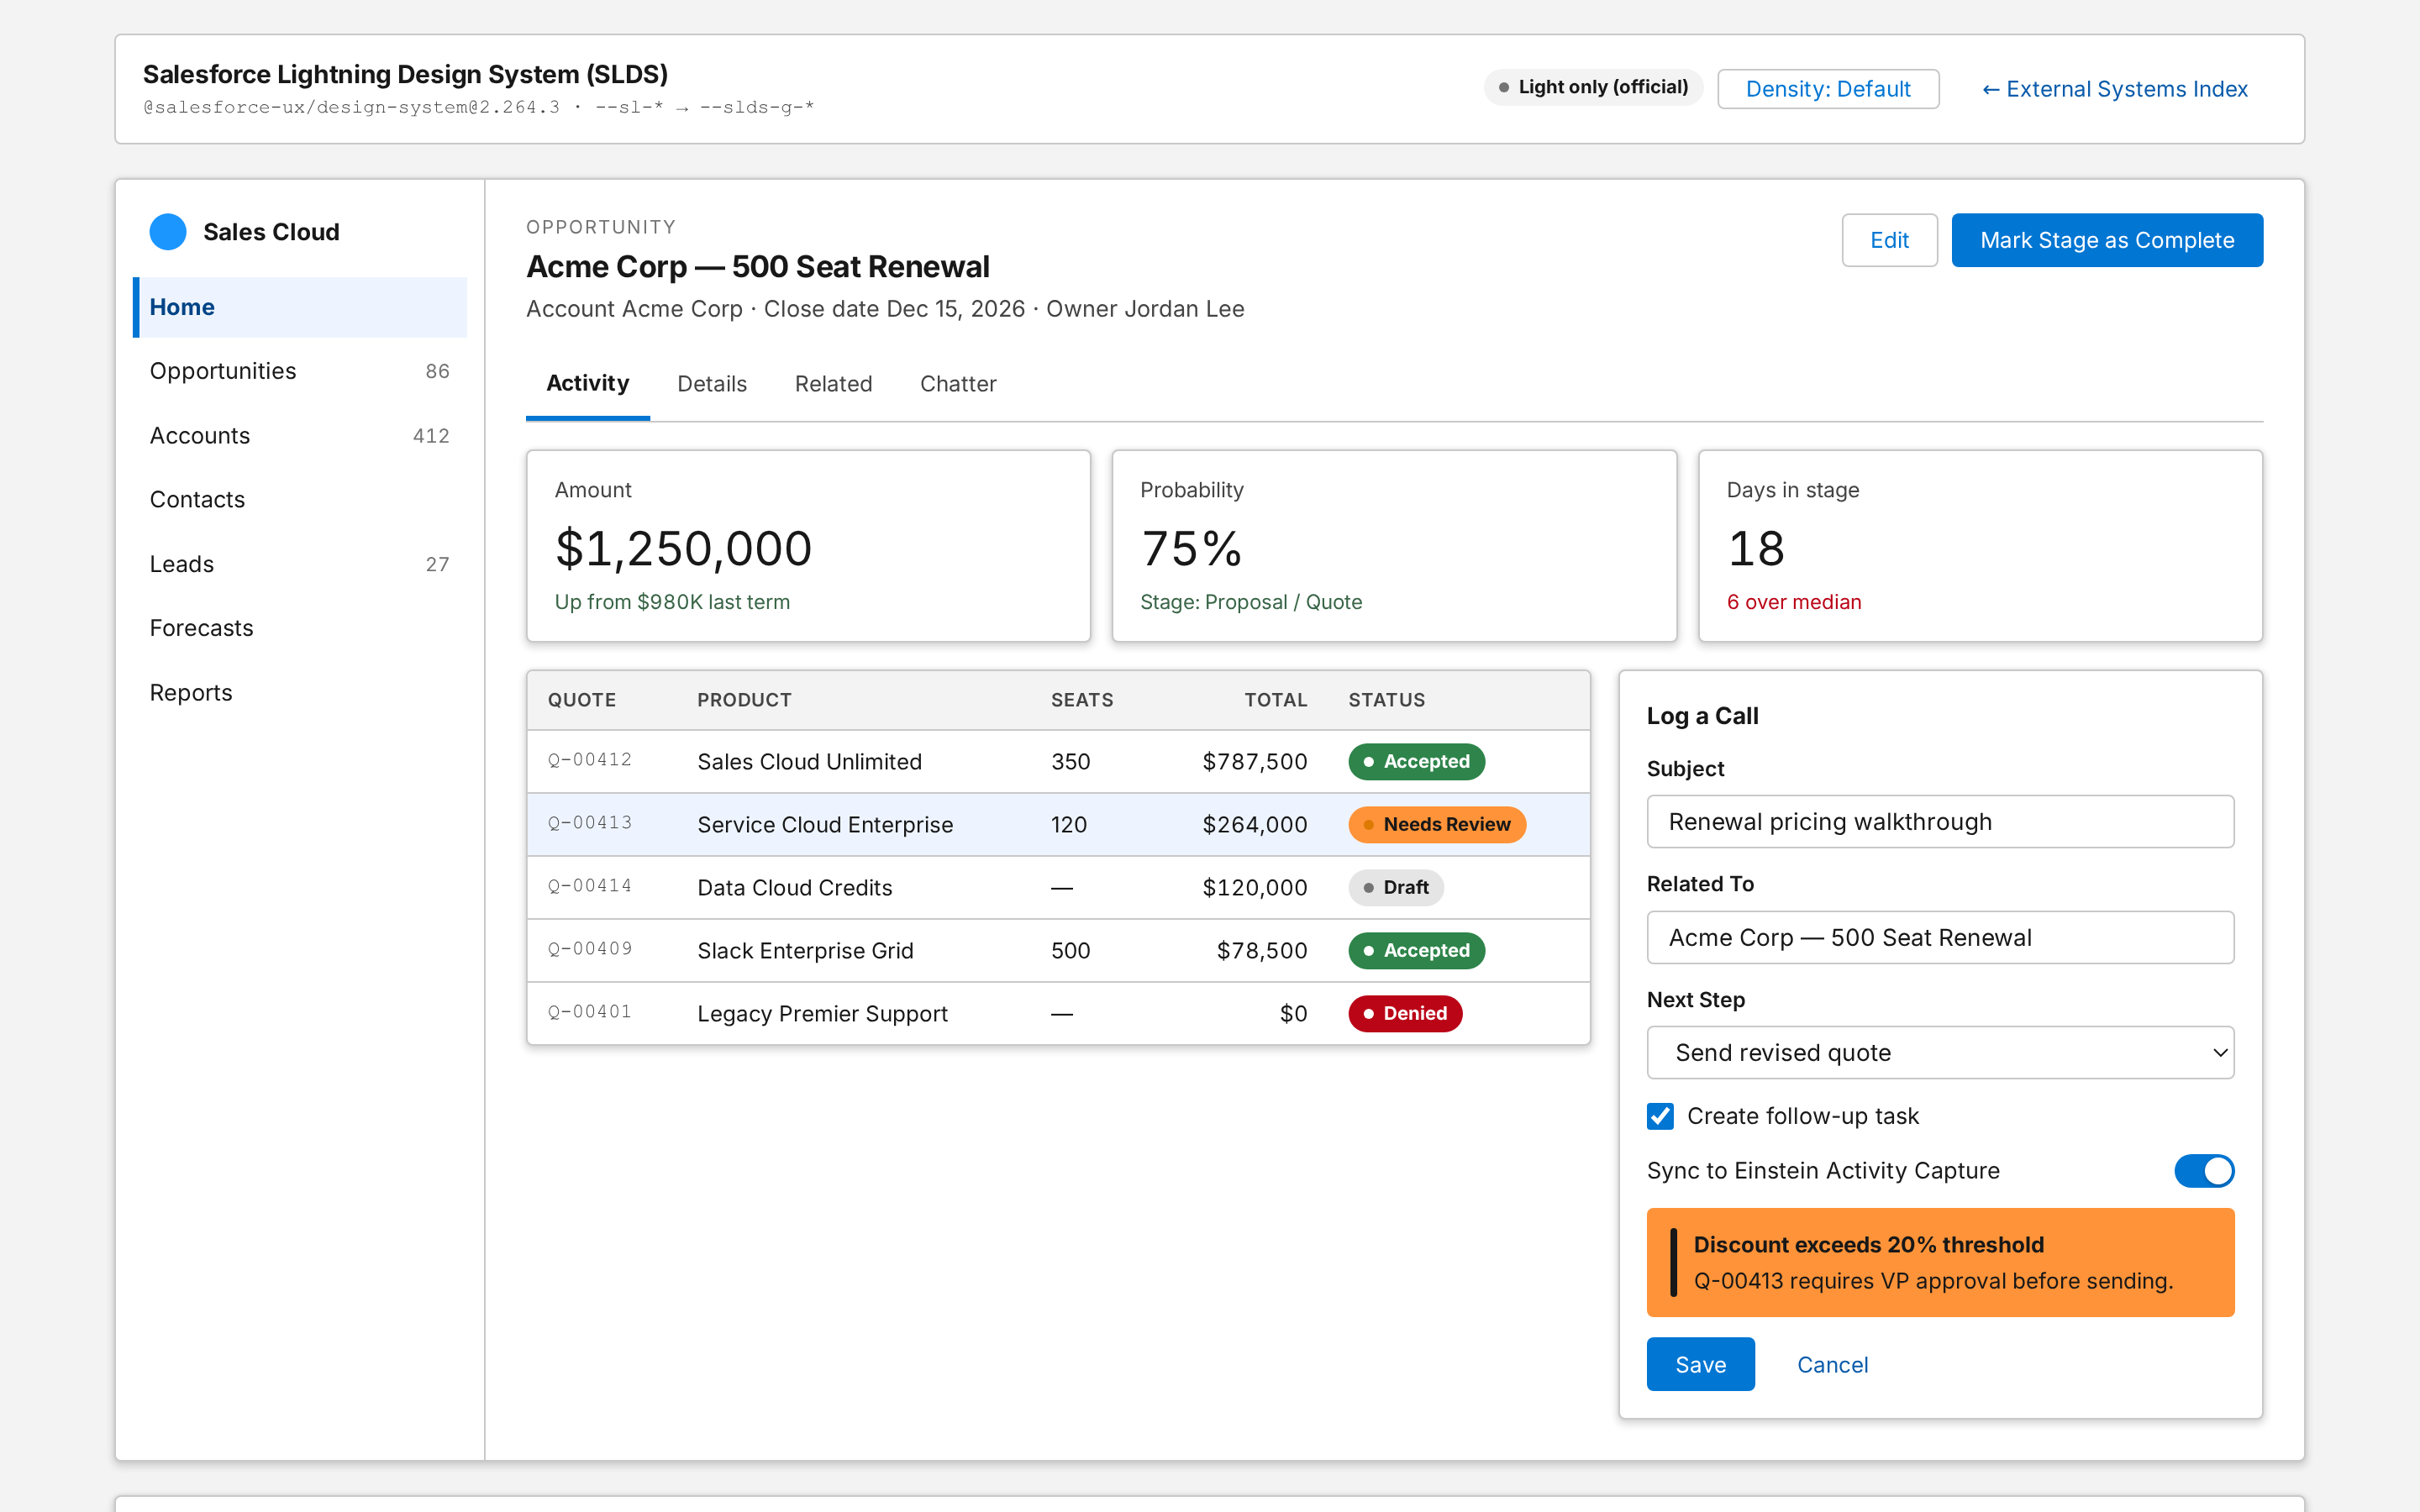 Salesforce Lightning Design System (SLDS)
@salesforce-ux/design-system@2.264.3 · --sl-* → --slds-g-*
Light only (official)
Density: Default
← External Systems Index
Sales Cloud
Home
Opportunities 86
Accounts 412
Contacts
Leads 27
Forecasts
Reports
OPPORTUNITY
Acme Corp — 500 Seat Renewal
Account Acme Corp · Close date Dec 15, 2026 · Owner Jordan Lee
Edit
Mark Stage as Complete
Activity Details Related Chatter
Amount
$1,250,000
Up from $980K last term
Probability
75%
Stage: Proposal / Quote
Days in stage
18
6 over median
QUOTE PRODUCT SEATS TOTAL STATUS
Q-00412 Sales Cloud Unlimited 350 $787,500 Accepted
Q-00413 Service Cloud Enterprise 120 $264,000 Needs Review
Q-00414 Data Cloud Credits — $120,000 Draft
Q-00409 Slack Enterprise Grid 500 $78,500 Accepted
Q-00401 Legacy Premier Support — $0 Denied
Log a Call
Subject
Renewal pricing walkthrough
Related To
Acme Corp — 500 Seat Renewal
Next Step
Send revised quote
Create follow-up task
Sync to Einstein Activity Capture
Discount exceeds 20% threshold
Q-00413 requires VP approval before sending.
Save Cancel